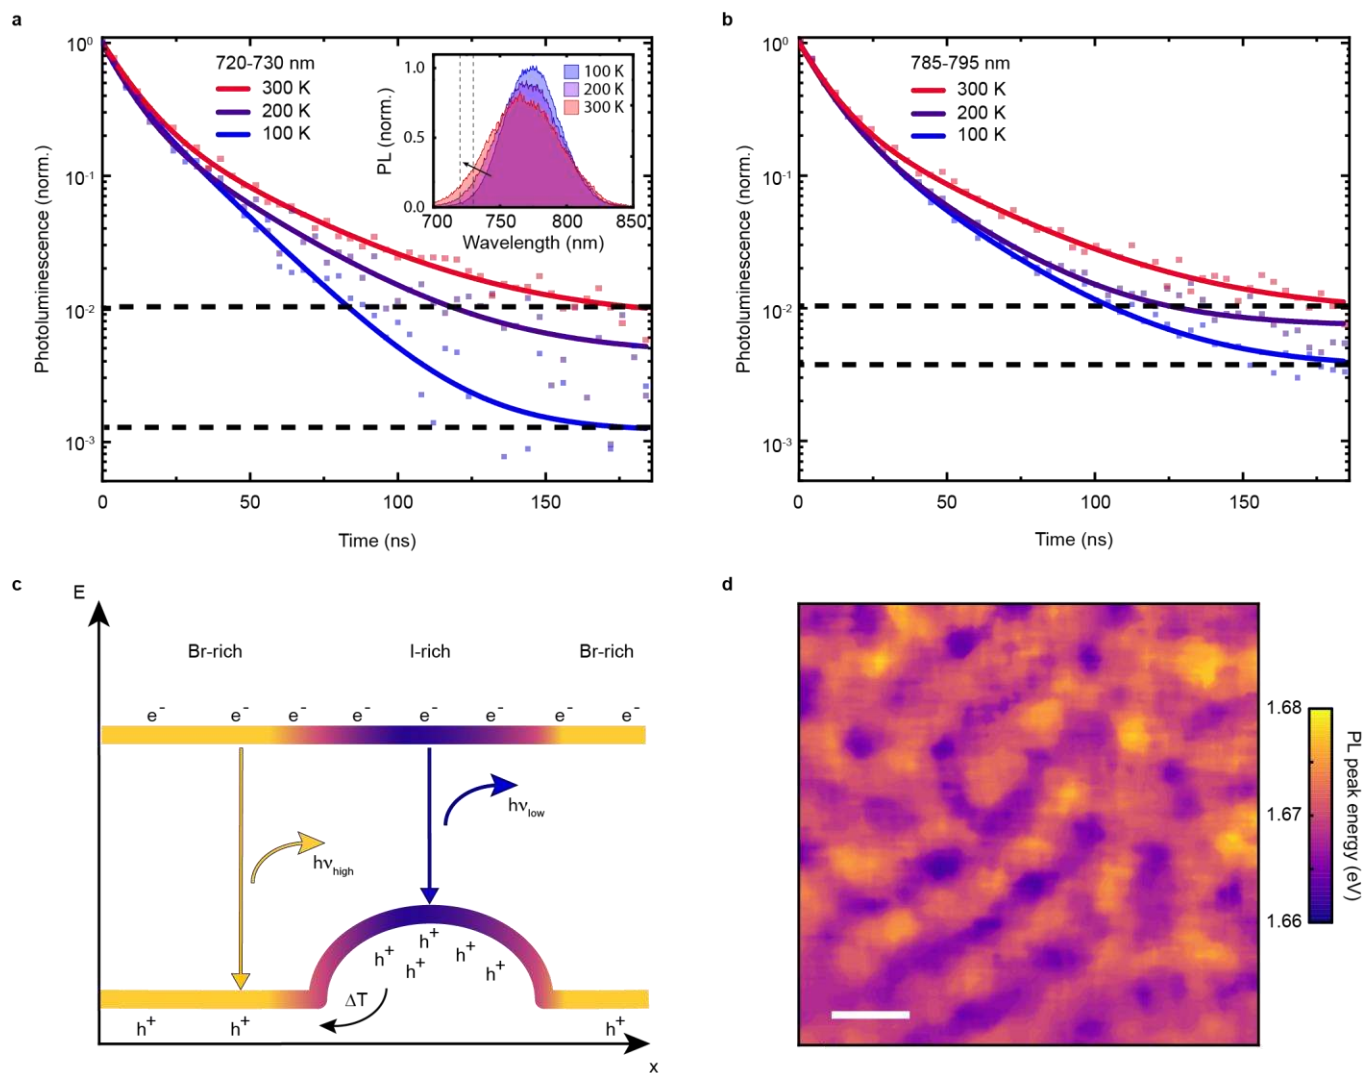 a
10⁰
10⁻¹
10⁻²
10⁻³
Photoluminescence (norm.)
720-730 nm
300 K
200 K
100 K
1.0
0.5
0.0
PL (norm.)
100 K
200 K
300 K
700 750 800 850
Wavelength (nm)
0 50 100 150
Time (ns)
b
10⁰
10⁻¹
10⁻²
10⁻³
Photoluminescence (norm.)
785-795 nm
300 K
200 K
100 K
0 50 100 150
Time (ns)
c
E
Br-rich I-rich Br-rich
e⁻ e⁻ e⁻ e⁻ e⁻ e⁻ e⁻ e⁻
hν_low
hν_high
h⁺ h⁺ h⁺ h⁺ h⁺
ΔT
h⁺ h⁺ h⁺
x
d
1.68
1.67
1.66
PL peak energy (eV)